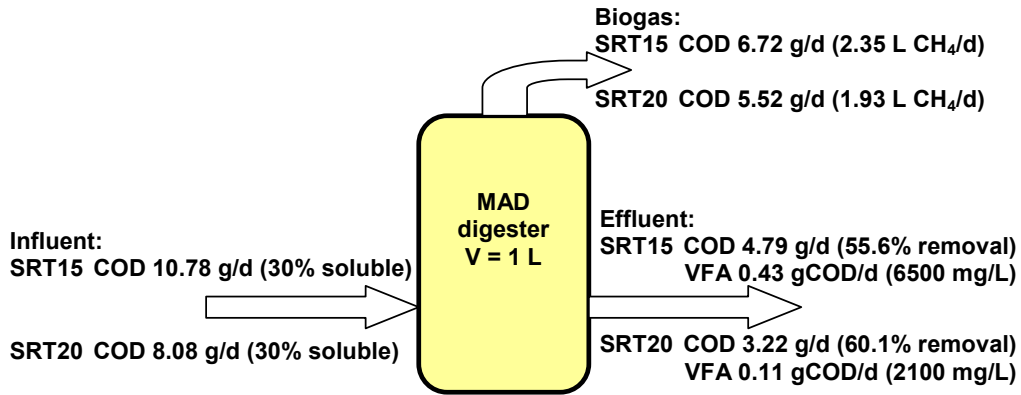 Biogas:
SRT15 COD 6.72 g/d (2.35 L CH₄/d)
SRT20 COD 5.52 g/d (1.93 L CH₄/d)
MAD
digester
V = 1 L
Influent:
SRT15 COD 10.78 g/d (30% soluble)
SRT20 COD 8.08 g/d (30% soluble)
Effluent:
SRT15 COD 4.79 g/d (55.6% removal)
VFA 0.43 gCOD/d (6500 mg/L)
SRT20 COD 3.22 g/d (60.1% removal)
VFA 0.11 gCOD/d (2100 mg/L)